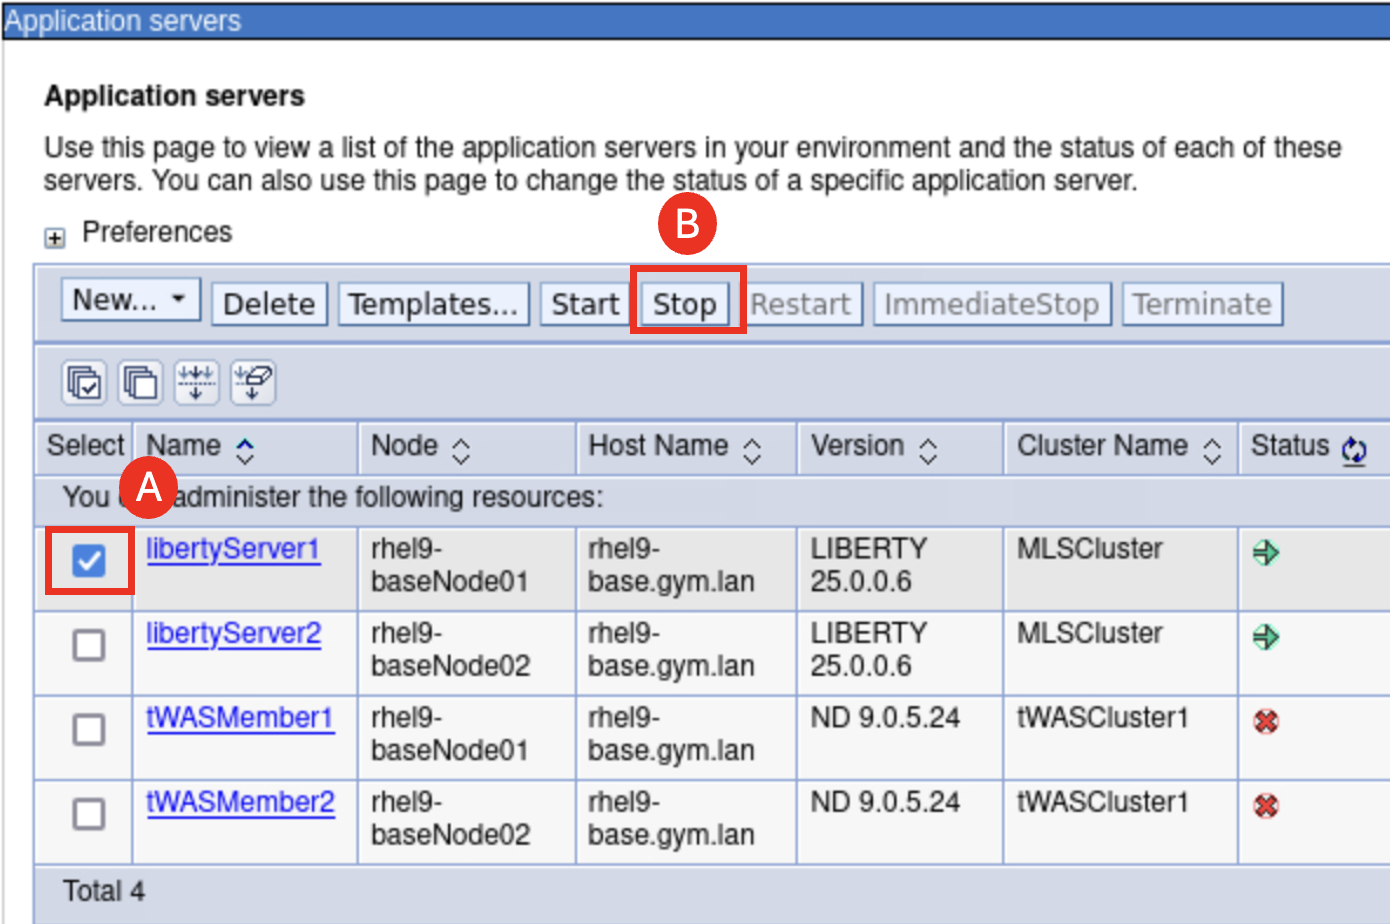 Application servers
Application servers
Use this page to view a list of the application servers in your environment and the status of each of these
servers. You can also use this page to change the status of a specific application server.
B
Preferences
New... Delete Templates... Start Stop Restart ImmediateStop Terminate
Select Name Node Host Name Version Cluster Name Status
A
You administer the following resources:
libertyServer1 rhel9- rhel9- LIBERTY MLSCluster
baseNode01 base.gym.lan 25.0.0.6
libertyServer2 rhel9- rhel9- LIBERTY MLSCluster
baseNode02 base.gym.lan 25.0.0.6
tWASMember1 rhel9- rhel9- ND 9.0.5.24 tWASCluster1
baseNode01 base.gym.lan
tWASMember2 rhel9- rhel9- ND 9.0.5.24 tWASCluster1
baseNode02 base.gym.lan
Total 4